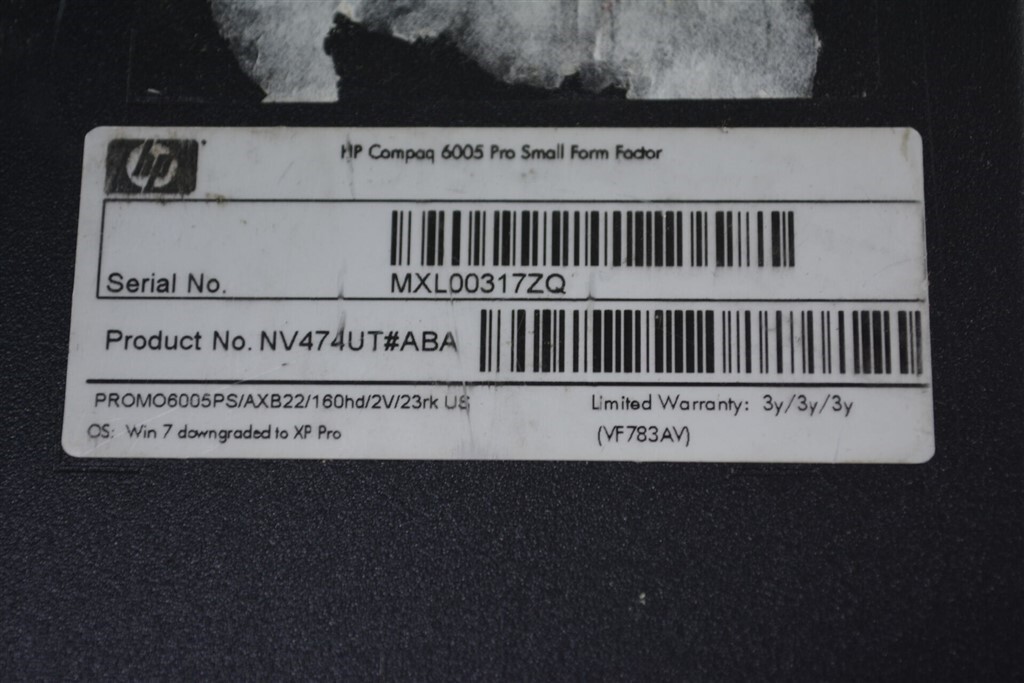 hp
HP Compaq 6005 Pro Small Form Factor
Serial No. MXL00317ZQ
Product No. NV474UT#ABA
PROMO6005PS/AXB22/160hd/2V/23rk US
Limited Warranty: 3y/3y/3y
OS: Win 7 downgraded to XP Pro
(VF783AV)